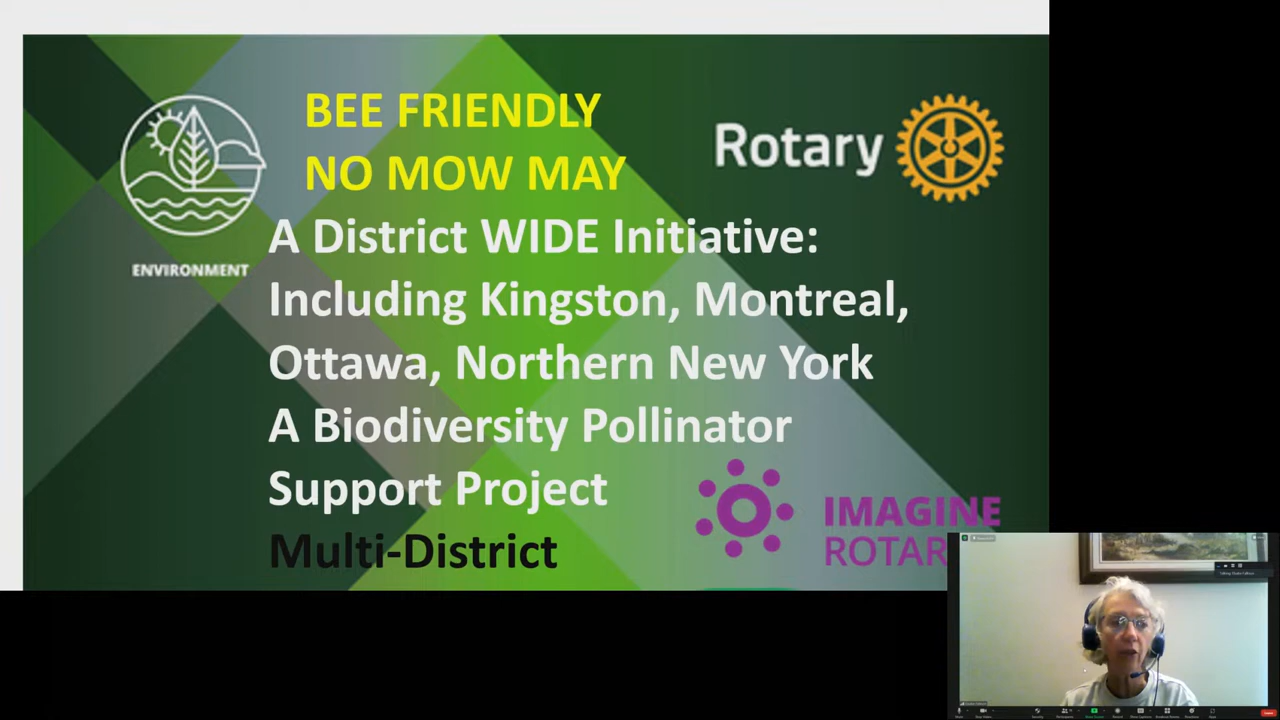 BEE FRIENDLY
NO MOW MAY
Rotary
A District WIDE Initiative:
ENVIRONMENT
Including Kingston, Montreal,
Ottawa, Northern New York
A Biodiversity Pollinator
Support Project
IMAGINE
Multi-District